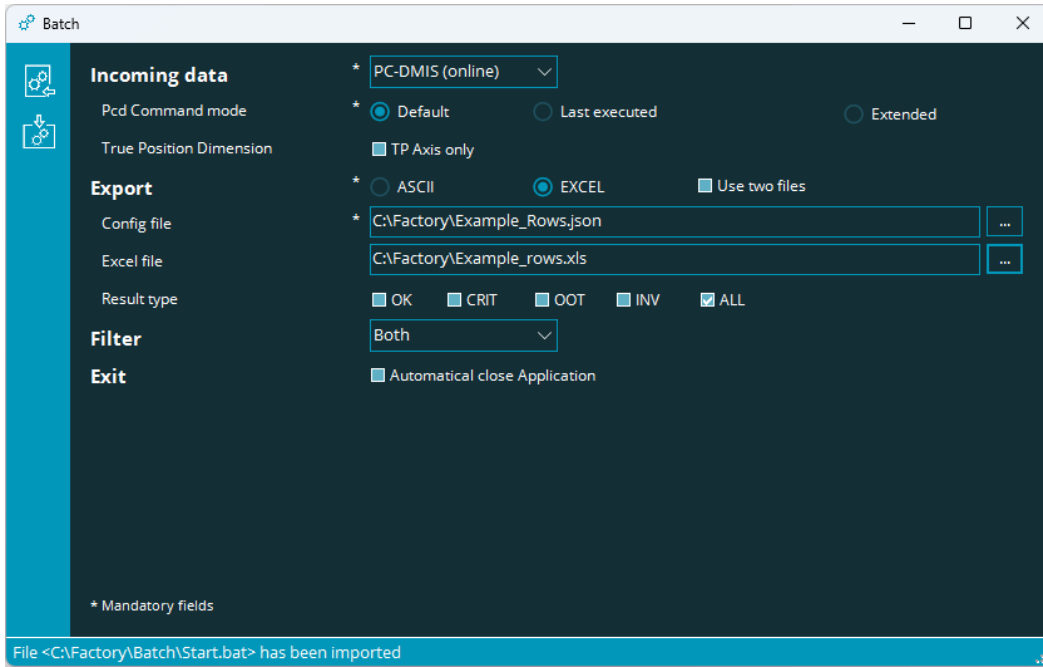 Batch
Incoming data * PC-DMIS (online)
Pcd Command mode * Default Last executed Extended
True Position Dimension TP Axis only
Export * ASCII EXCEL Use two files
Config file * C:\Factory\Example_Rows.json ...
Excel file C:\Factory\Example_rows.xls ...
Result type OK CRIT OOT INV ALL
Filter Both
Exit Automatical close Application
* Mandatory fields
File <C:\Factory\Batch\Start.bat> has been imported